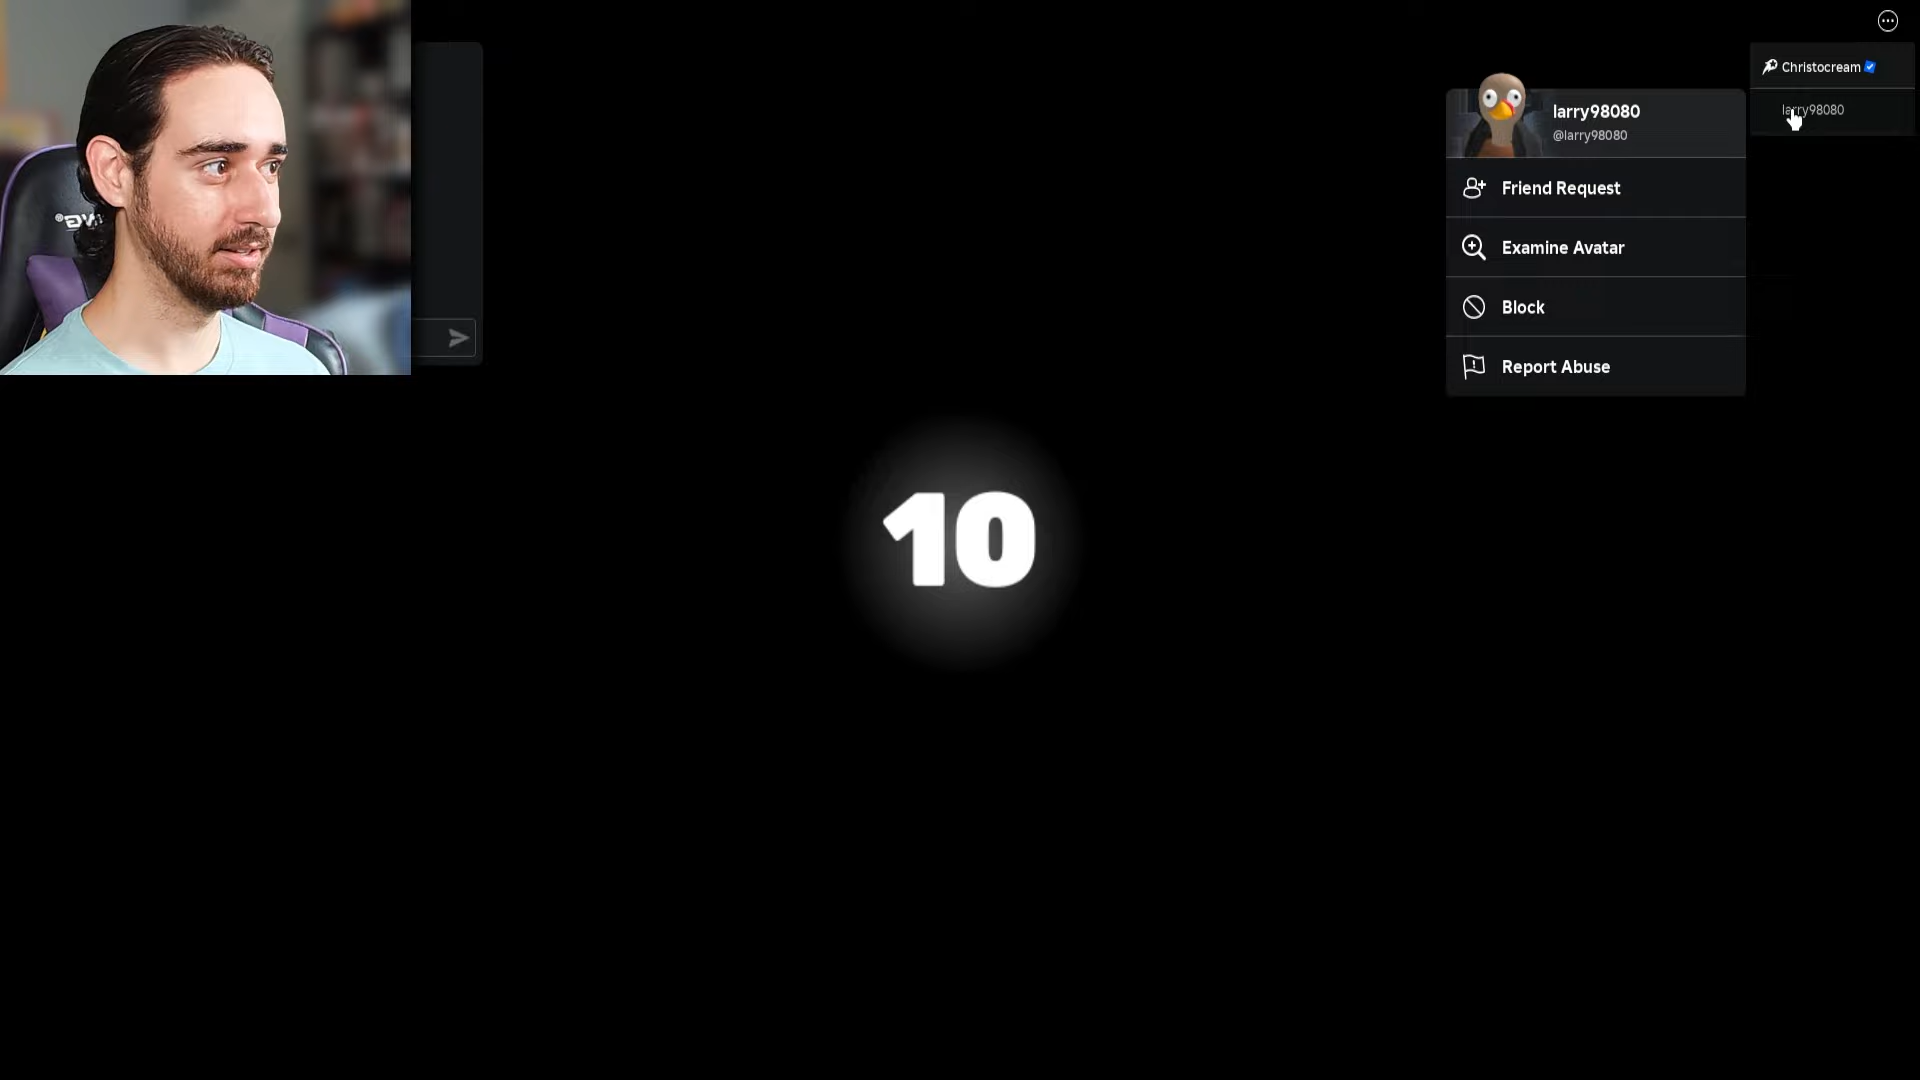 Christocream
larry98080
larry98080
@larry98080
Friend Request
Examine Avatar
Block
Report Abuse
10